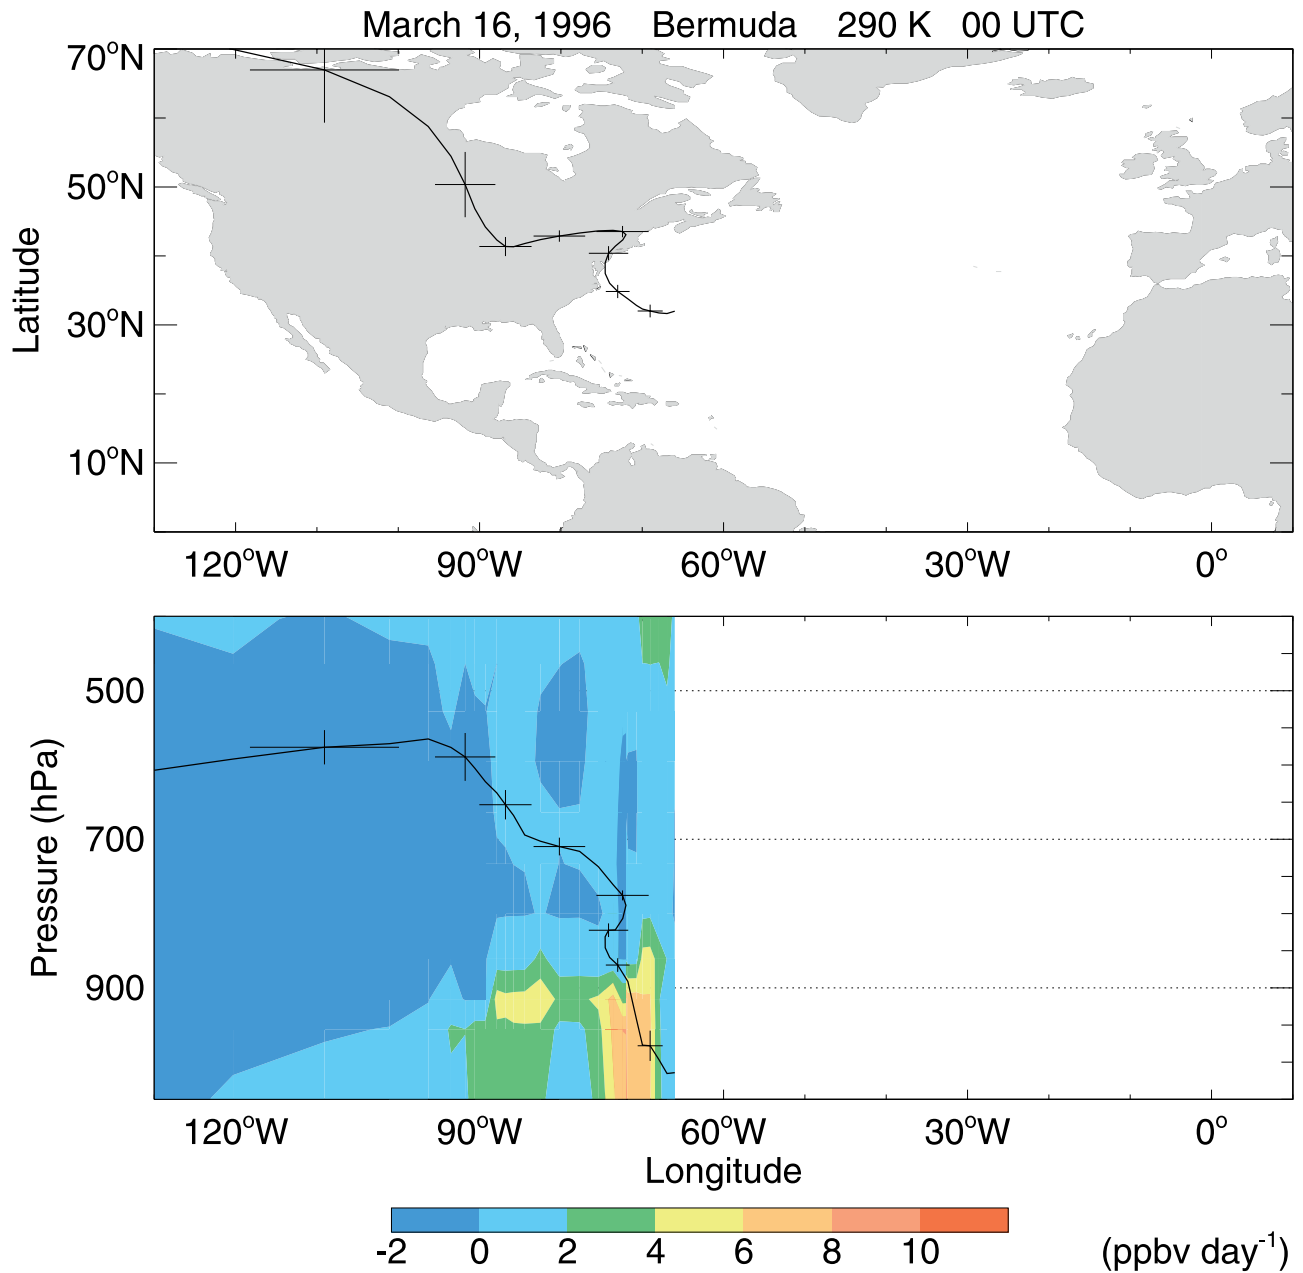 March 16, 1996 Bermuda 290 K 00 UTC
70°N
50°N
30°N
10°N
Latitude
120°W 90°W 60°W 30°W 0°
500
700
900
Pressure (hPa)
120°W 90°W 60°W 30°W 0°
Longitude
-2 0 2 4 6 8 10 (ppbv day⁻¹)